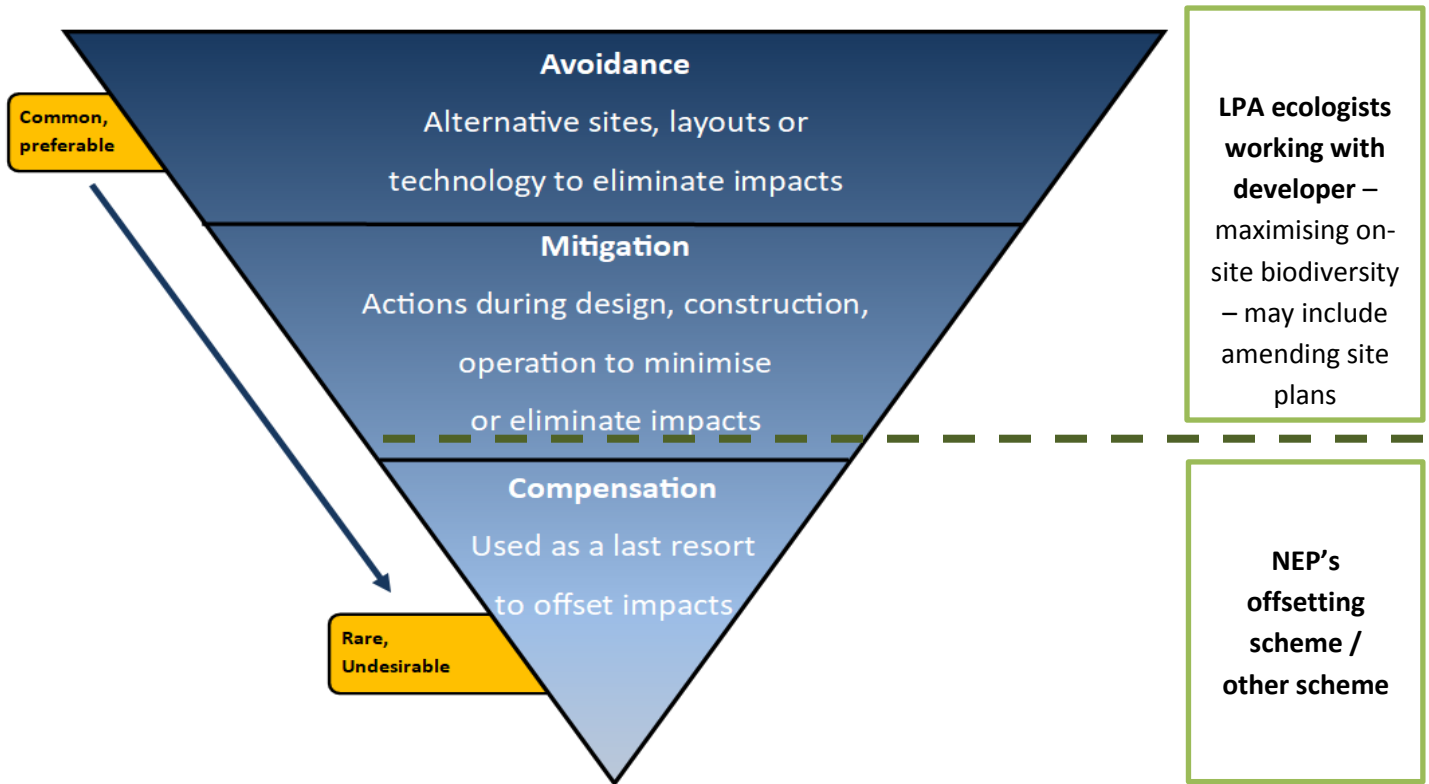 Avoidance
Alternative sites, layouts or
technology to eliminate impacts
Common,
preferable
Mitigation
Actions during design, construction,
operation to minimise
or eliminate impacts
Compensation
Used as a last resort
to offset impacts
Rare,
Undesirable
LPA ecologists
working with
developer –
maximising on-
site biodiversity
– may include
amending site
plans
NEP’s
offsetting
scheme /
other scheme